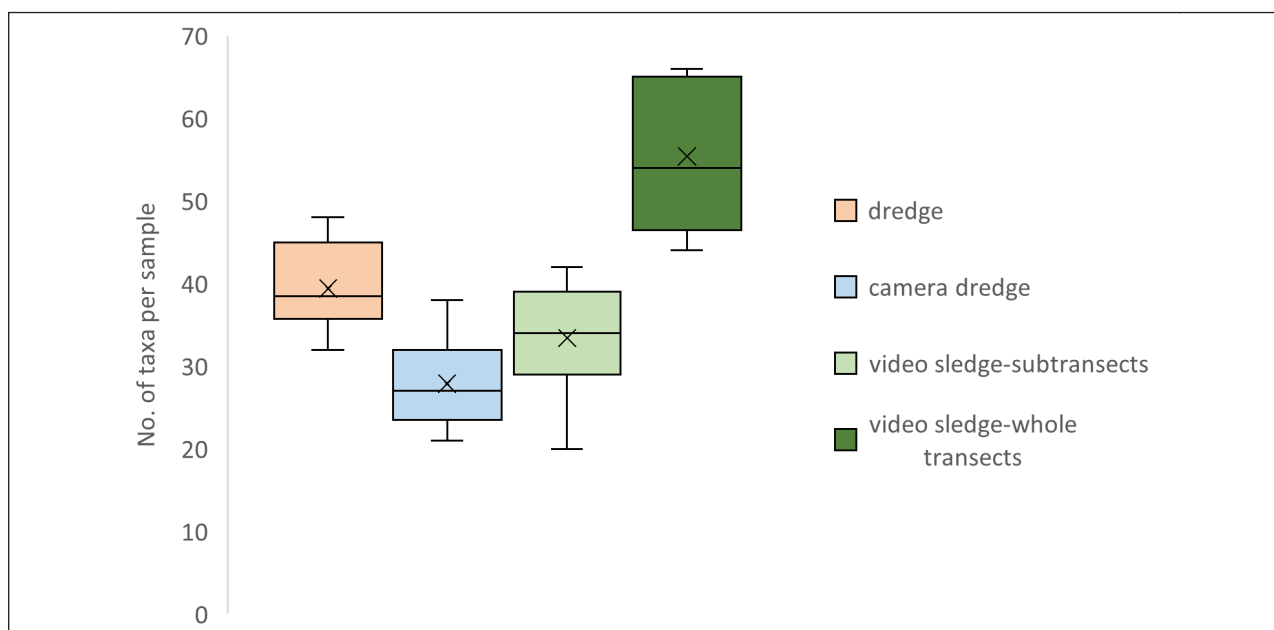 No. of taxa per sample
70
60
50
40
30
20
10
0
dredge
camera dredge
video sledge-subtransects
video sledge-whole
transects